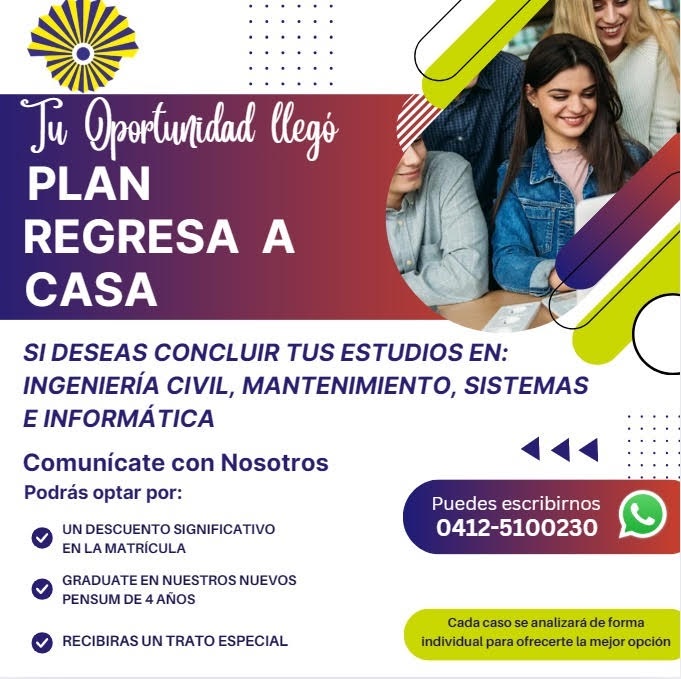 Tu Oportunidad llegó
PLAN
REGRESA A
CASA
SI DESEAS CONCLUIR TUS ESTUDIOS EN:
INGENIERÍA CIVIL, MANTENIMIENTO, SISTEMAS
E INFORMÁTICA
Comunícate con Nosotros
Podrás optar por:
UN DESCUENTO SIGNIFICATIVO
EN LA MATRÍCULA
GRADUATE EN NUESTROS NUEVOS
PENSUM DE 4 AÑOS
RECIBIRAS UN TRATO ESPECIAL
Puedes escribirnos
0412-5100230
Cada caso se analizará de forma
individual para ofrecerte la mejor opción